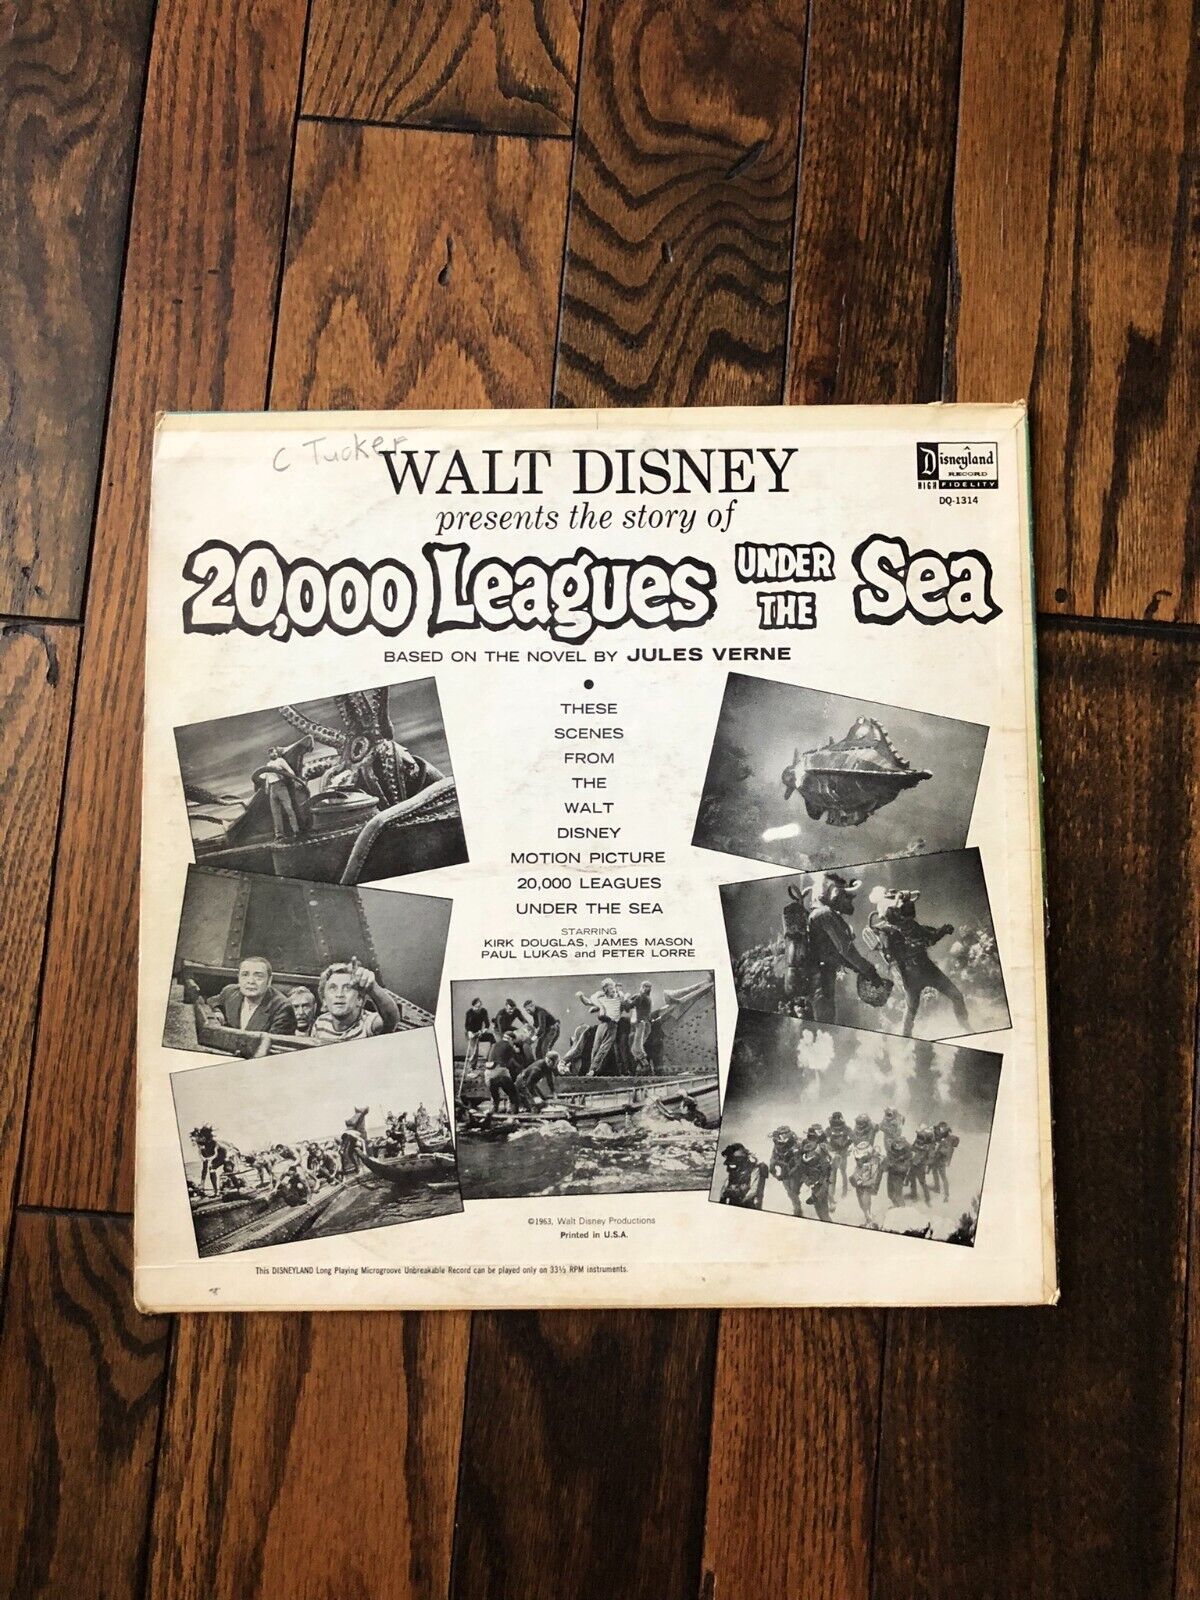 C Tucker
WALT DISNEY
presents the story of
Disneyland
RECORD
HIGH FIDELITY
DQ-1314
20,000 Leagues UNDER THE Sea
BASED ON THE NOVEL BY JULES VERNE
•
THESE
SCENES
FROM
THE
WALT
DISNEY
MOTION PICTURE
20,000 LEAGUES
UNDER THE SEA
STARRING
KIRK DOUGLAS, JAMES MASON
PAUL LUKAS and PETER LORRE
©1963, Walt Disney Productions
Printed in U.S.A.
This DISNEYLAND Long Playing Microgroove Unbreakable Record can be played only on 33⅓ RPM instruments.